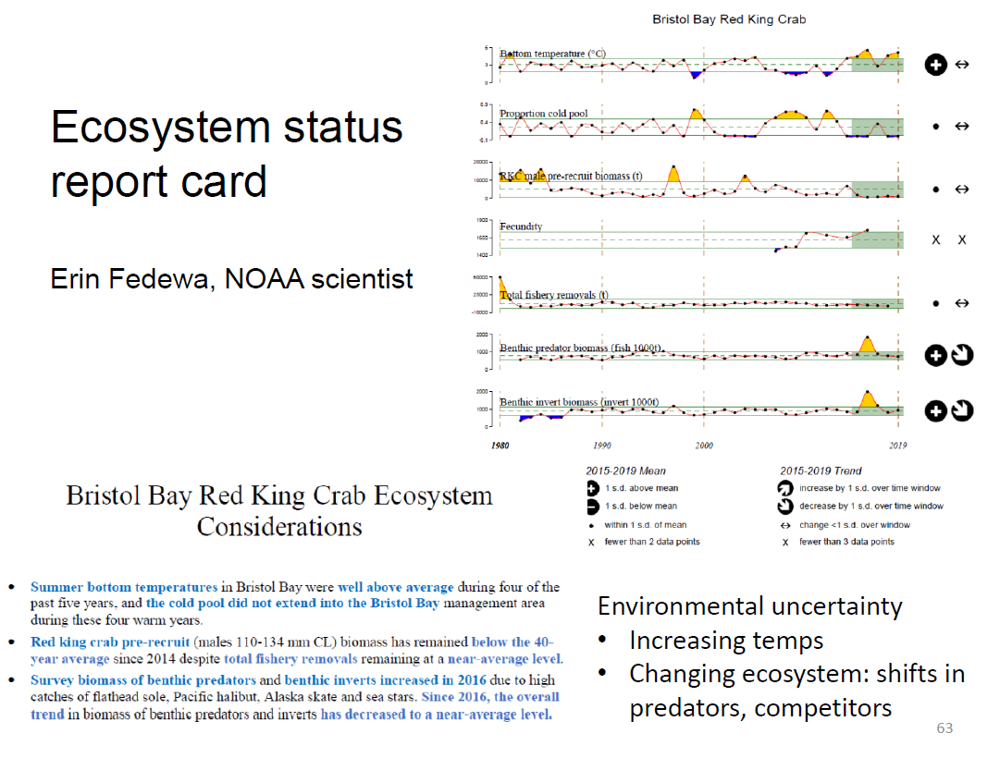 Ecosystem status
report card
Erin Fedewa, NOAA scientist
Bristol Bay Red King Crab
Bottom temperature (°C)
6
3
0
Proportion cold pool
0.9
0.4
-0.1
RKC male pre-recruit biomass (t)
20000
10000
0
Fecundity
1900
1650
1400
X X
Total fishery removals (t)
60000
25000
-10000
Benthic predator biomass (fish 1000t)
2000
1000
0
Benthic invert biomass (invert 1000t)
2000
1000
0
1980 1990 2000 2019
2015-2019 Mean
1 s.d. above mean
1 s.d. below mean
within 1 s.d. of mean
X fewer than 2 data points
2015-2019 Trend
increase by 1 s.d. over time window
decrease by 1 s.d. over time window
change <1 s.d. over window
X fewer than 3 data points
Bristol Bay Red King Crab Ecosystem
Considerations
• Summer bottom temperatures in Bristol Bay were well above average during four of the
past five years, and the cold pool did not extend into the Bristol Bay management area
during these four warm years.
• Red king crab pre-recruit (males 110-134 mm CL) biomass has remained below the 40-
year average since 2014 despite total fishery removals remaining at a near-average level.
• Survey biomass of benthic predators and benthic inverts increased in 2016 due to high
catches of flathead sole, Pacific halibut, Alaska skate and sea stars. Since 2016, the overall
trend in biomass of benthic predators and inverts has decreased to a near-average level.
Environmental uncertainty
• Increasing temps
• Changing ecosystem: shifts in
predators, competitors
63